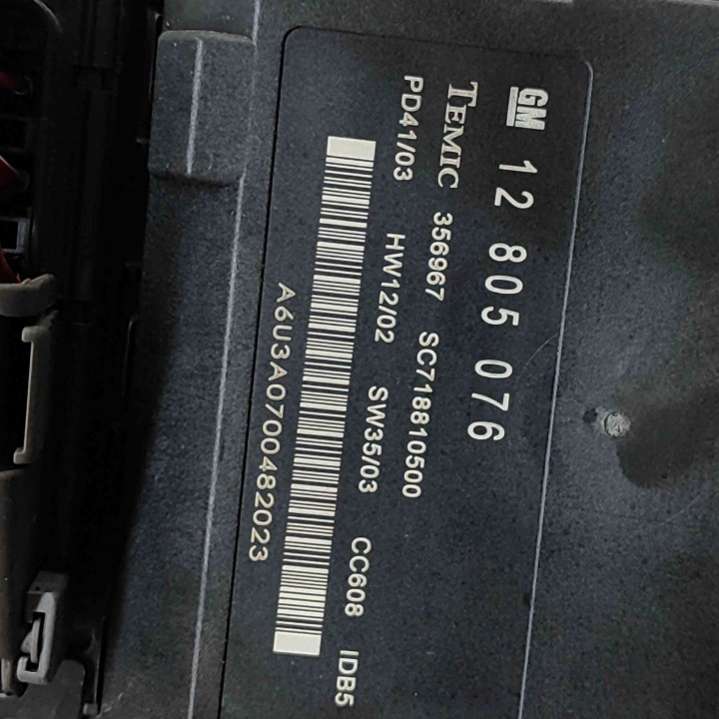 GM 12 805 076
TEMIC 356967 SC718810500
PD41/03 HW12/02 SW35/03 CC608 IDB5
A6U3A0700482023